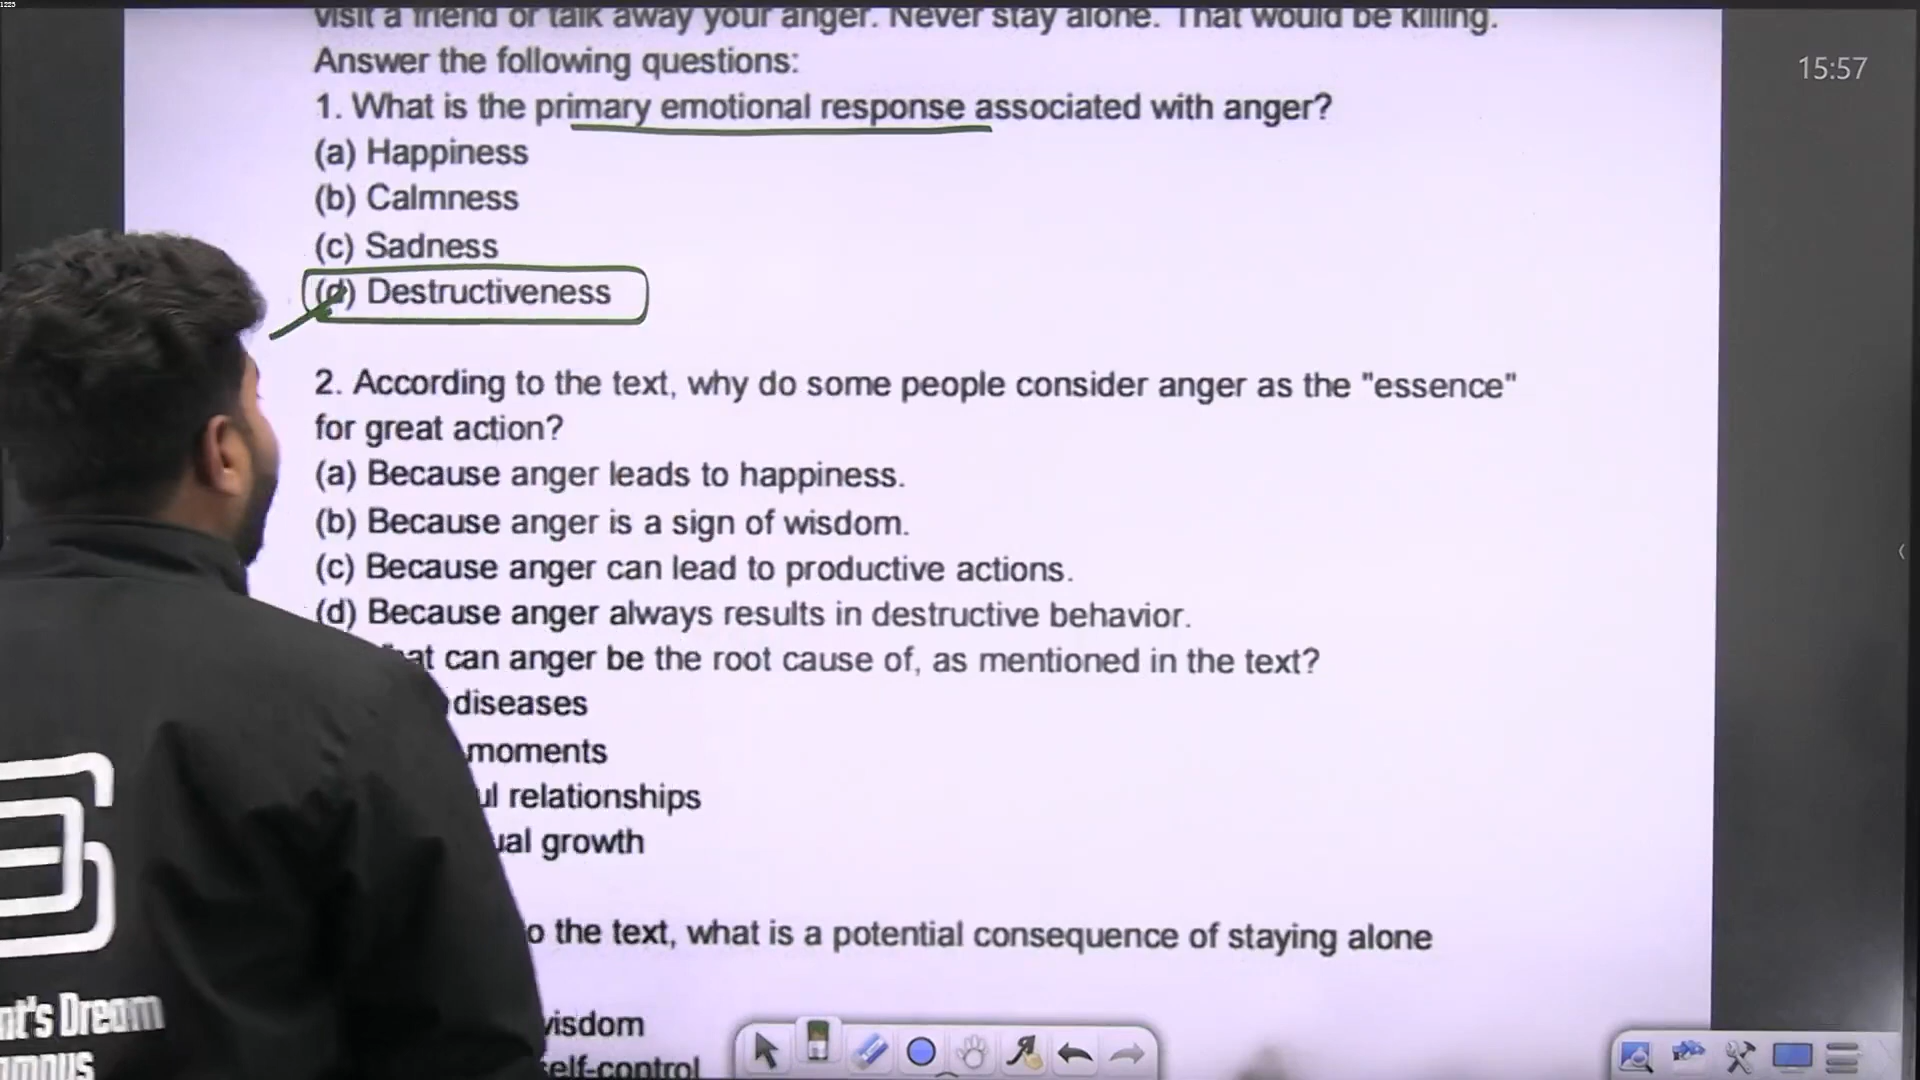 1223
visit a friend or talk away your anger. Never stay alone. That would be killing.
Answer the following questions:
15:57
1. What is the primary emotional response associated with anger?
(a) Happiness
(b) Calmness
(c) Sadness
(d) Destructiveness
2. According to the text, why do some people consider anger as the "essence"
for great action?
(a) Because anger leads to happiness.
(b) Because anger is a sign of wisdom.
(c) Because anger can lead to productive actions.
(d) Because anger always results in destructive behavior.
can anger be the root cause of, as mentioned in the text?
diseases
moments
relationships
growth
the text, what is a potential consequence of staying alone
Dream